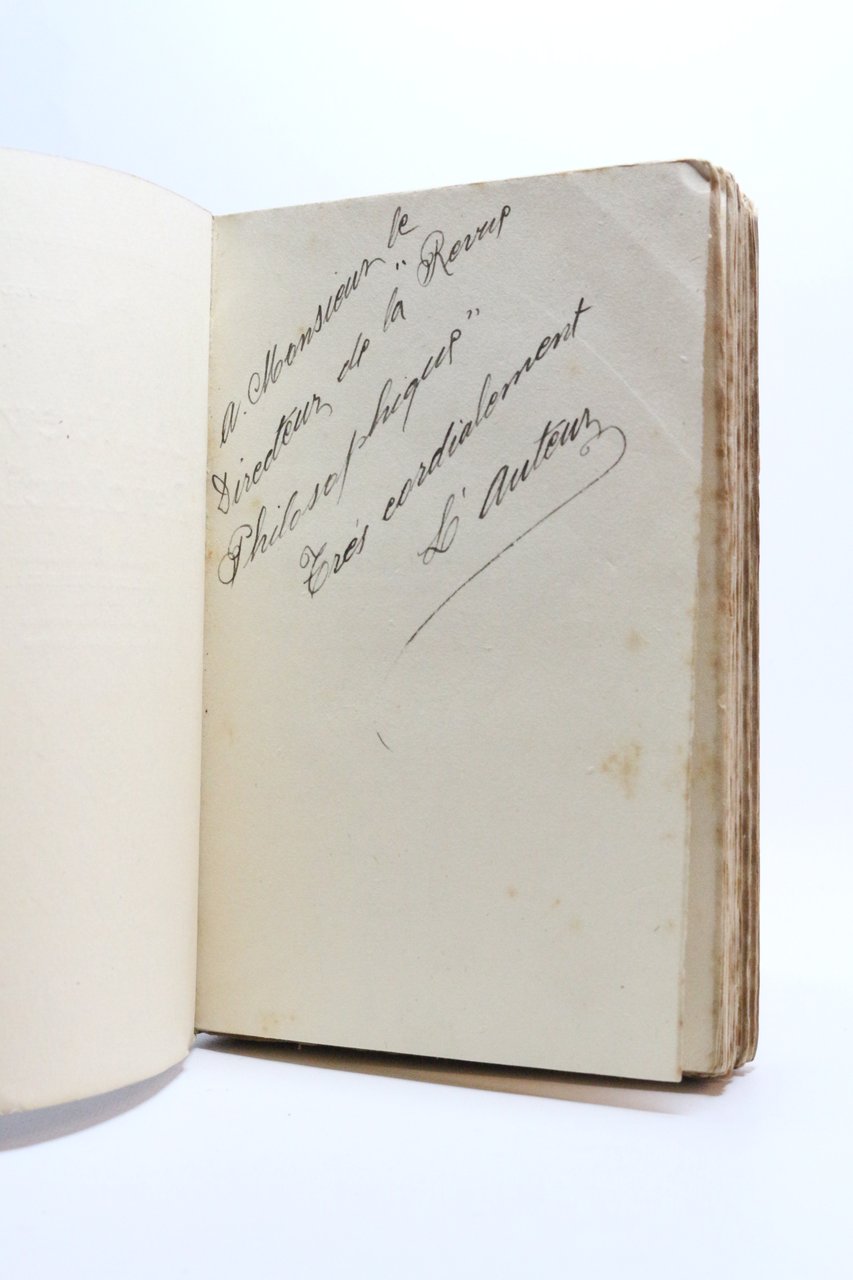 A. Monsieur le
Directeur de la "Revue
Philosophique"
Très cordialement
L'auteur